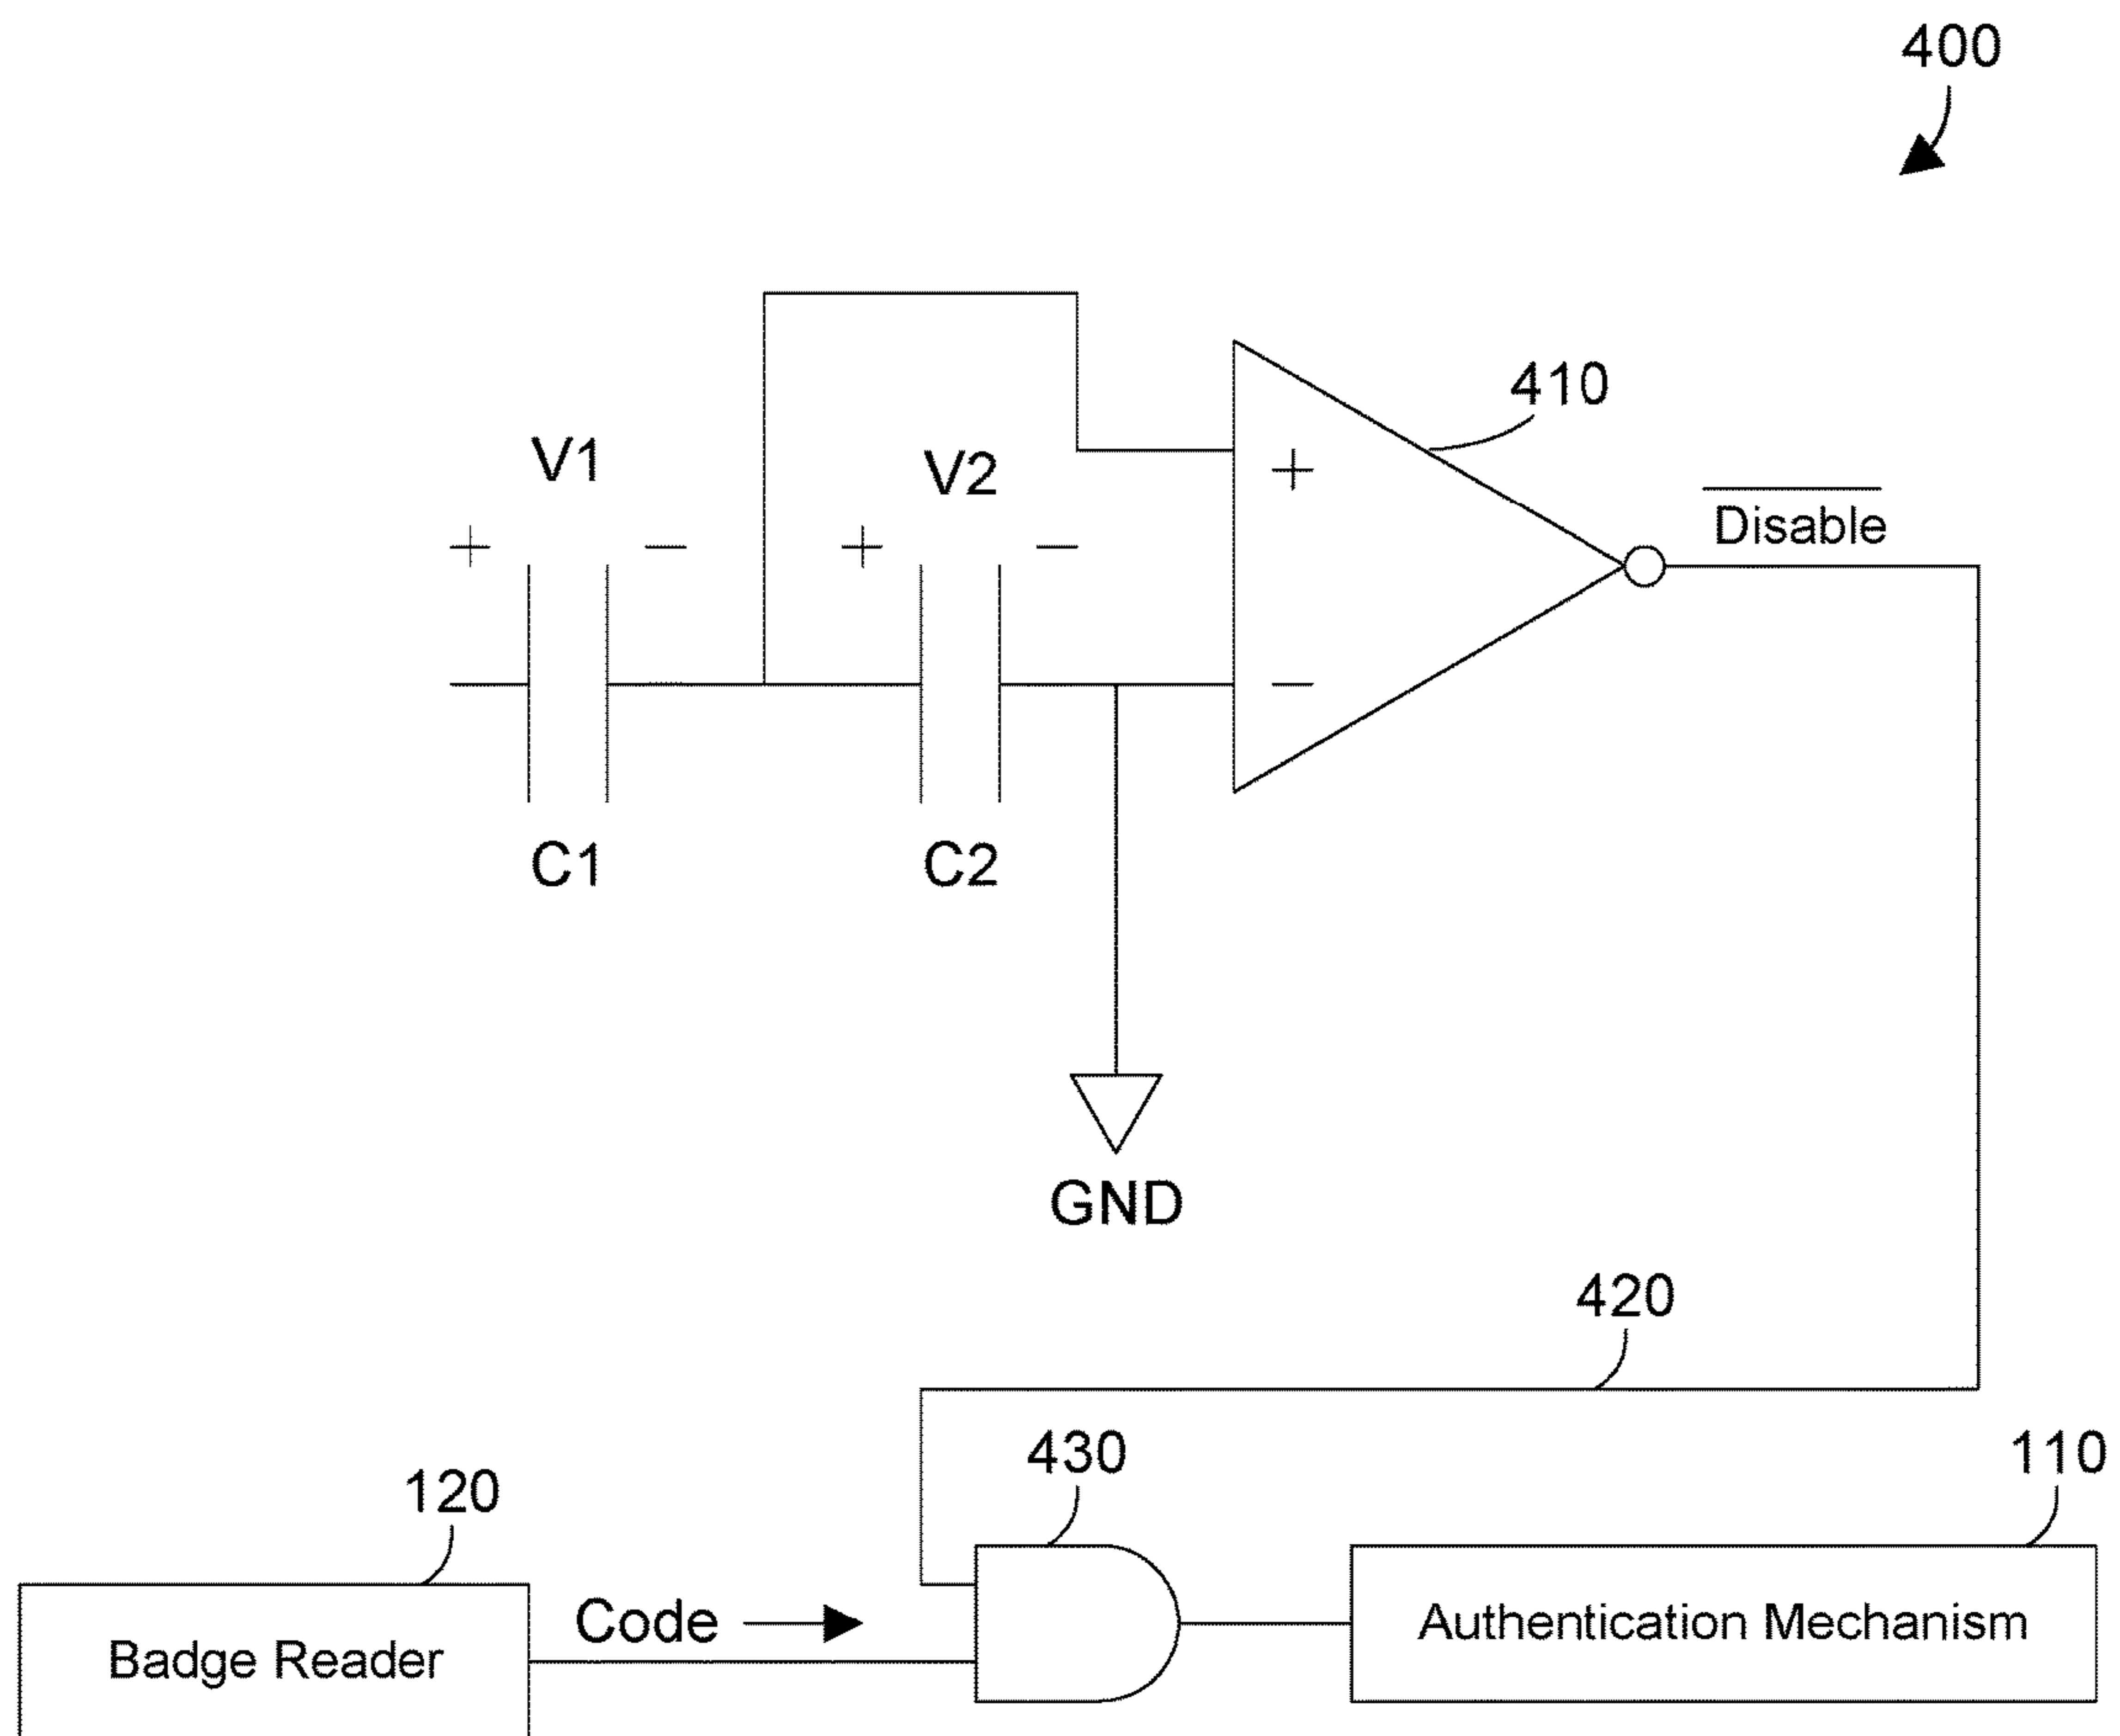 400
410
V1
V2
+ − + −
+
Disable
−
C1
C2
GND
420
430
110
120
Code
Authentication Mechanism
Badge Reader